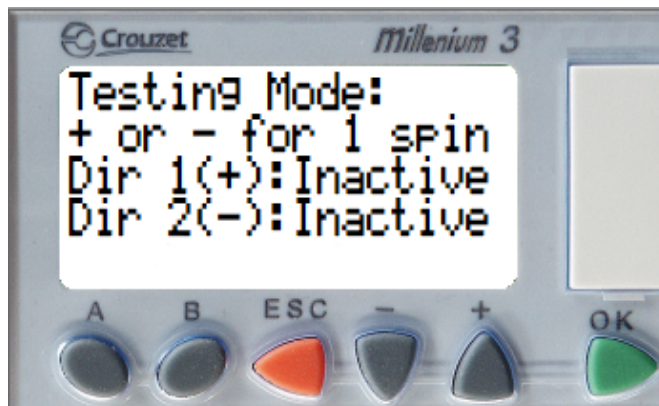 Crouzet
Millenium 3
Testing Mode:
+ or - for 1 spin
Dir 1(+):Inactive
Dir 2(-):Inactive
A B ESC - + OK